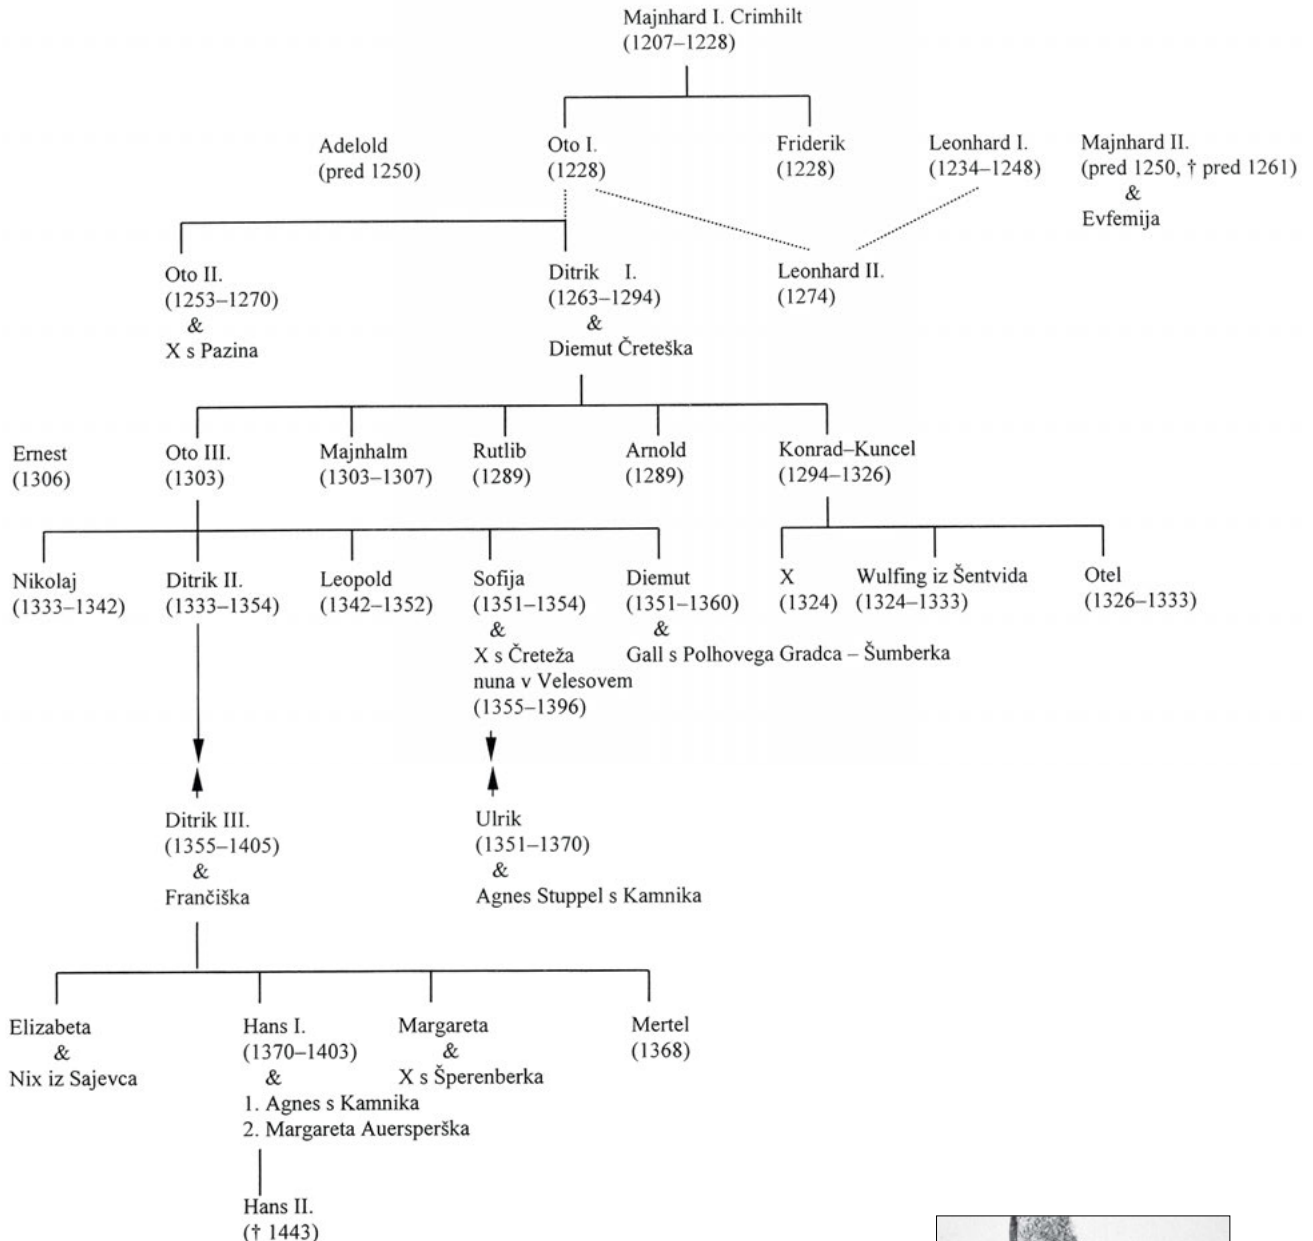 Majnhard I. Crimhilt
(1207–1228)
Adelold
(pred 1250)
Oto I.
(1228)
Friderik
(1228)
Leonhard I.
(1234–1248)
Majnhard II.
(pred 1250, † pred 1261)
&
Evfemija
Oto II.
(1253–1270)
&
X s Pazina
Ditrik I.
(1263–1294)
&
Diemut Čreteška
Leonhard II.
(1274)
Ernest
(1306)
Oto III.
(1303)
Majnhalm
(1303–1307)
Rutlib
(1289)
Arnold
(1289)
Konrad–Kuncel
(1294–1326)
Nikolaj
(1333–1342)
Ditrik II.
(1333–1354)
Leopold
(1342–1352)
Sofija
(1351–1354)
&
X s Čreteža
nuna v Velesovem
(1355–1396)
Diemut
(1351–1360)
&
Gall s Polhovega Gradca – Šumberka
X
(1324)
Wulfing iz Šentvida
(1324–1333)
Otel
(1326–1333)
Ditrik III.
(1355–1405)
&
Frančiška
Ulrik
(1351–1370)
&
Agnes Stuppel s Kamnika
Elizabeta
&
Nix iz Sajevca
Hans I.
(1370–1403)
&
1. Agnes s Kamnika
2. Margareta Auersperška
Margareta
&
X s Šperenberka
Mertel
(1368)
Hans II.
(† 1443)